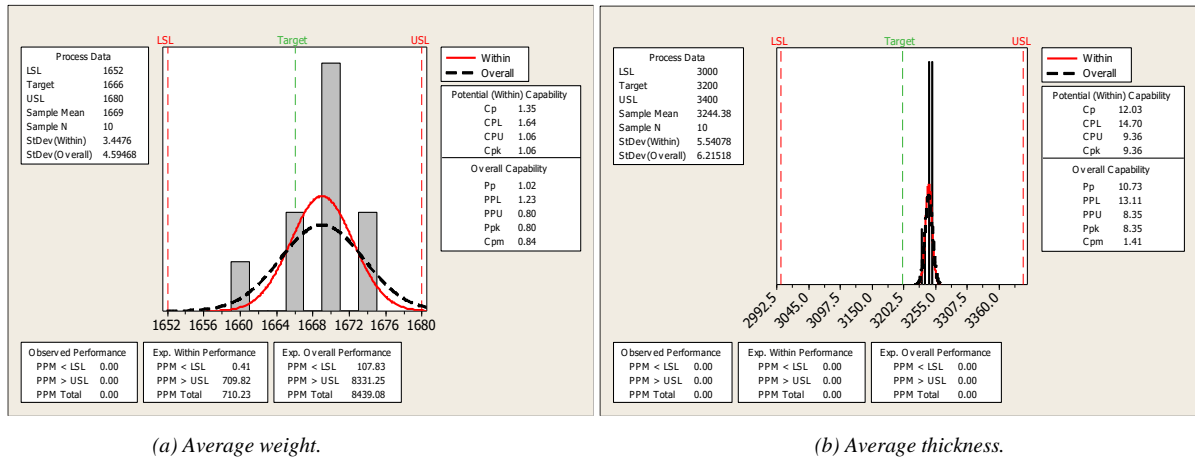 LSL Target USL
Process Data
LSL 1652
Target 1666
USL 1680
Sample Mean 1669
Sample N 10
StDev(Within) 3.4476
StDev(Overall) 4.59468
Within
Overall
Potential (Within) Capability
Cp 1.35
CPL 1.64
CPU 1.06
Cpk 1.06
Overall Capability
Pp 1.02
PPL 1.23
PPU 0.80
Ppk 0.80
Cpm 0.84
1652 1656 1660 1664 1668 1672 1676 1680
Observed Performance
PPM < LSL 0.00
PPM > USL 0.00
PPM Total 0.00
Exp. Within Performance
PPM < LSL 0.41
PPM > USL 709.82
PPM Total 710.23
Exp. Overall Performance
PPM < LSL 107.83
PPM > USL 8331.25
PPM Total 8439.08
(a) Average weight.
LSL Target USL
Process Data
LSL 3000
Target 3200
USL 3400
Sample Mean 3244.38
Sample N 10
StDev(Within) 5.54078
StDev(Overall) 6.21518
Within
Overall
Potential (Within) Capability
Cp 12.03
CPL 14.70
CPU 9.36
Cpk 9.36
Overall Capability
Pp 10.73
PPL 13.11
PPU 8.35
Ppk 8.35
Cpm 1.41
2992.5 3045.0 3097.5 3150.0 3202.5 3255.0 3307.5 3360.0
Observed Performance
PPM < LSL 0.00
PPM > USL 0.00
PPM Total 0.00
Exp. Within Performance
PPM < LSL 0.00
PPM > USL 0.00
PPM Total 0.00
Exp. Overall Performance
PPM < LSL 0.00
PPM > USL 0.00
PPM Total 0.00
(b) Average thickness.